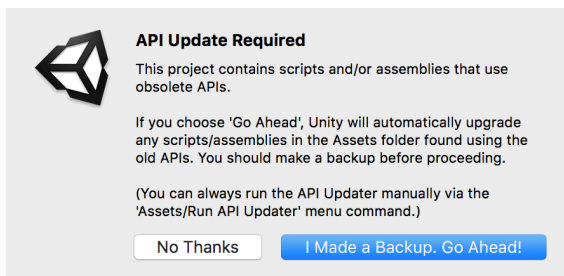 API Update Required
This project contains scripts and/or assemblies that use
obsolete APIs.
If you choose 'Go Ahead', Unity will automatically upgrade
any scripts/assemblies in the Assets folder found using the
old APIs. You should make a backup before proceeding.
(You can always run the API Updater manually via the
'Assets/Run API Updater' menu command.)
No Thanks
I Made a Backup. Go Ahead!